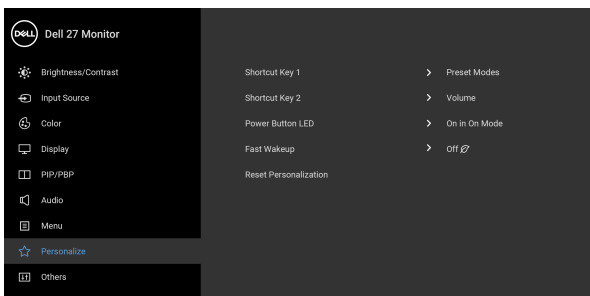 DELL Dell 27 Monitor
Brightness/Contrast
Input Source
Color
Display
PIP/PBP
Audio
Menu
Personalize
Others
Shortcut Key 1 > Preset Modes
Shortcut Key 2 > Volume
Power Button LED > On in On Mode
Fast Wakeup > Off
Reset Personalization